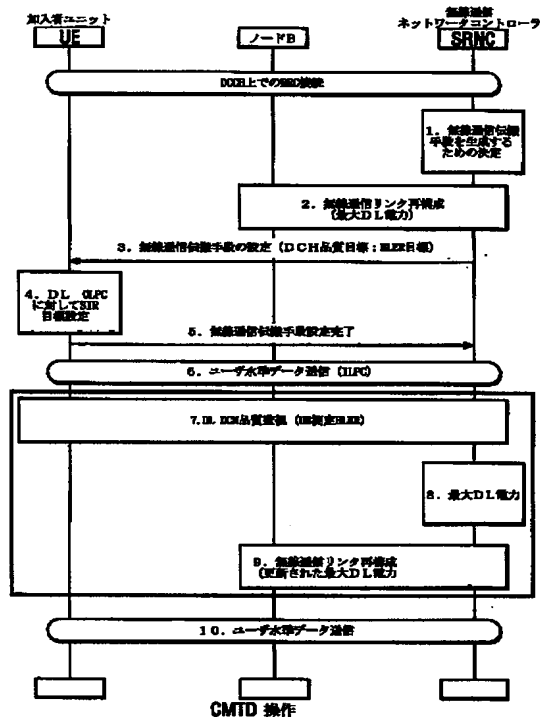 加入者ユニット
UE
ノードB
無線通信
ネットワークコントローラ
SRNC
DCCH上でのRRC接続
1. 無線通信伝搬
手段を生成する
ための決定
2. 無線通信リンク再構成
(最大DL電力)
3. 無線通信伝搬手段の設定 (DCH品質目標；BLER目標)
4. DL OLPC
に対してSIR
目標設定
5. 無線通信伝搬手段設定完了
6. ユーザ水準データ送信 (ILPC)
7. DL DCH品質監視 (UE測定BLER)
8. 最大DL電力
9. 無線通信リンク再構成
(更新された最大DL電力
10. ユーザ水準データ送信
CMTD 操作